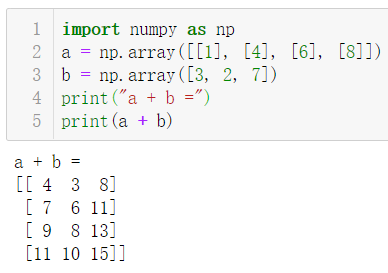 1 import numpy as np
2 a = np.array([[1], [4], [6], [8]])
3 b = np.array([3, 2, 7])
4 print("a + b =")
5 print(a + b)
a + b =
[[ 4  3  8]
 [ 7  6 11]
 [ 9  8 13]
 [11 10 15]]